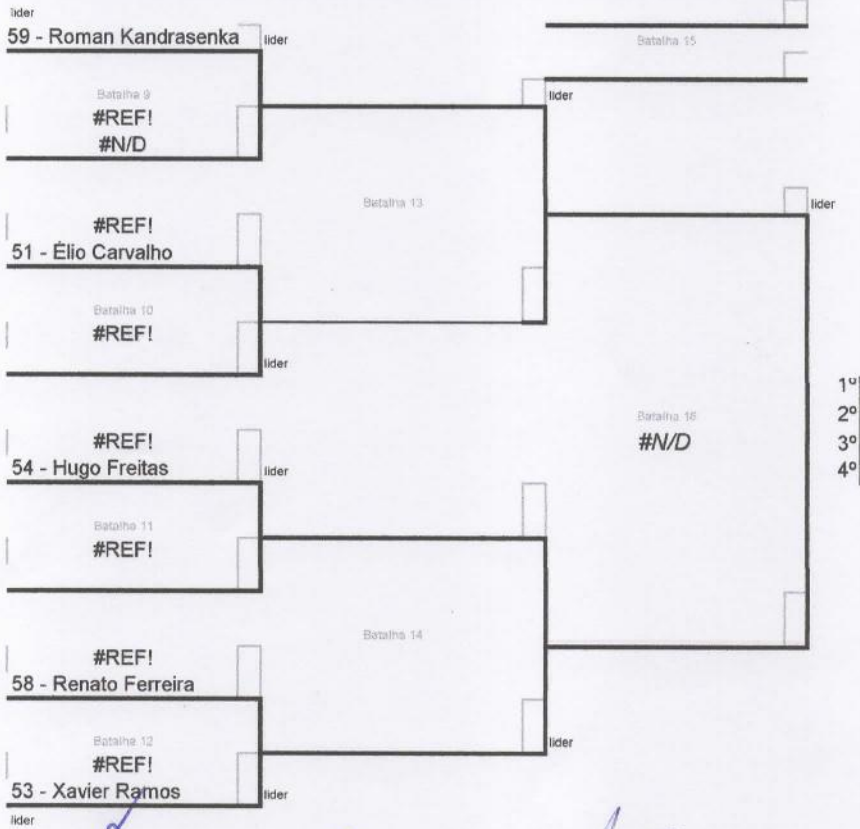 lider
59 - Roman Kandrasenka
lider
Batalha 9
#REF!
#N/D
#REF!
51 - Élio Carvalho
Batalha 10
#REF!
lider
#REF!
54 - Hugo Freitas
lider
Batalha 11
#REF!
#REF!
58 - Renato Ferreira
Batalha 12
#REF!
53 - Xavier Ramos
lider
lider
Batalha 13
Batalha 14
Batalha 15
lider
lider
lider
Batalha 16
#N/D
1º
2º
3º
4º